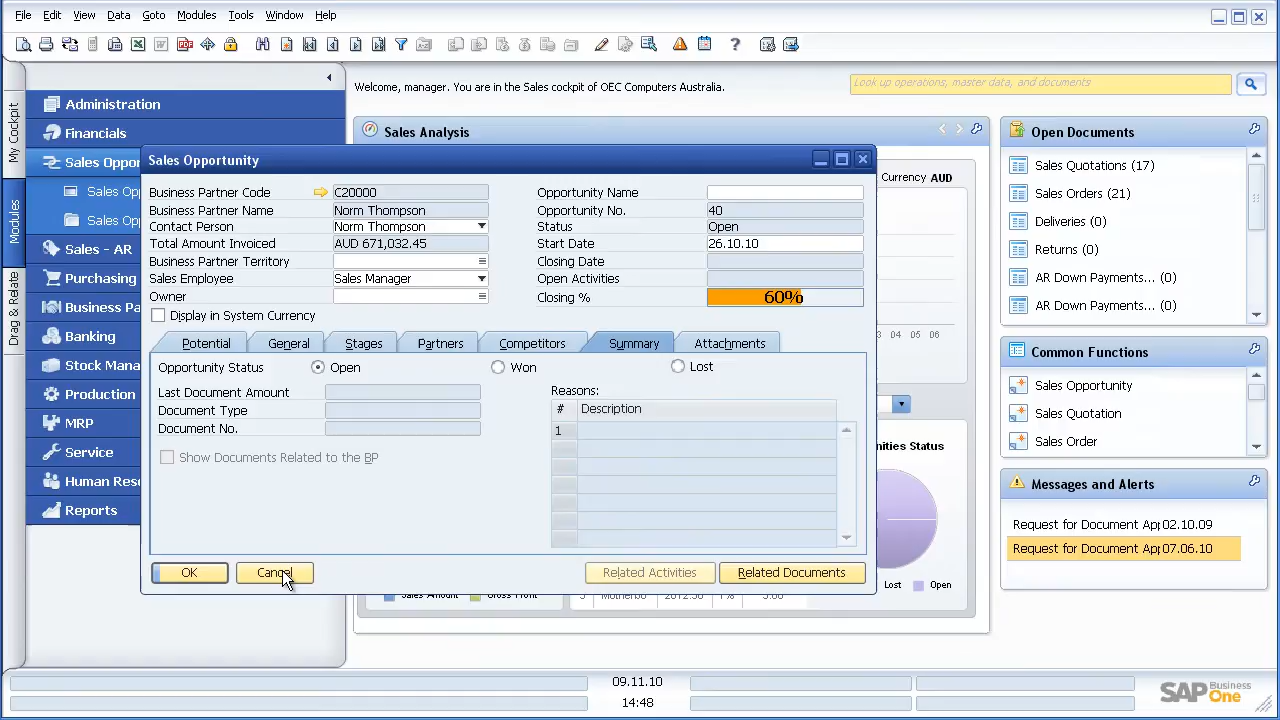 File Edit View Data Goto Modules Tools Window Help
Welcome, manager. You are in the Sales cockpit of OEC Computers Australia.
Look up operations, master data, and documents
My Cockpit
Modules
Drag & Relate
Administration
Financials
Sales Oppor
Sales Op
Sales Op
Sales - AR
Purchasing
Business Pa
Banking
Stock Mana
Production
MRP
Service
Human Reso
Reports
Sales Analysis
Currency AUD
04 05 06
nities Status
Lost Open
Sales Amount Gross Profit
Sales Opportunity
Business Partner Code C20000
Business Partner Name Norm Thompson
Contact Person Norm Thompson
Total Amount Invoiced AUD 671,032.45
Business Partner Territory
Sales Employee Sales Manager
Owner
Display in System Currency
Opportunity Name
Opportunity No. 40
Status Open
Start Date 26.10.10
Closing Date
Open Activities
Closing % 60%
Potential General Stages Partners Competitors Summary Attachments
Opportunity Status Open Won Lost
Last Document Amount
Document Type
Document No.
Show Documents Related to the BP
Reasons:
# Description
1
OK Cancel Related Activities Related Documents
Open Documents
Sales Quotations (17)
Sales Orders (21)
Deliveries (0)
Returns (0)
AR Down Payments... (0)
AR Down Payments... (0)
Common Functions
Sales Opportunity
Sales Quotation
Sales Order
Messages and Alerts
Request for Document Ap 02.10.09
Request for Document Ap 07.06.10
09.11.10
14:48
SAP Business One